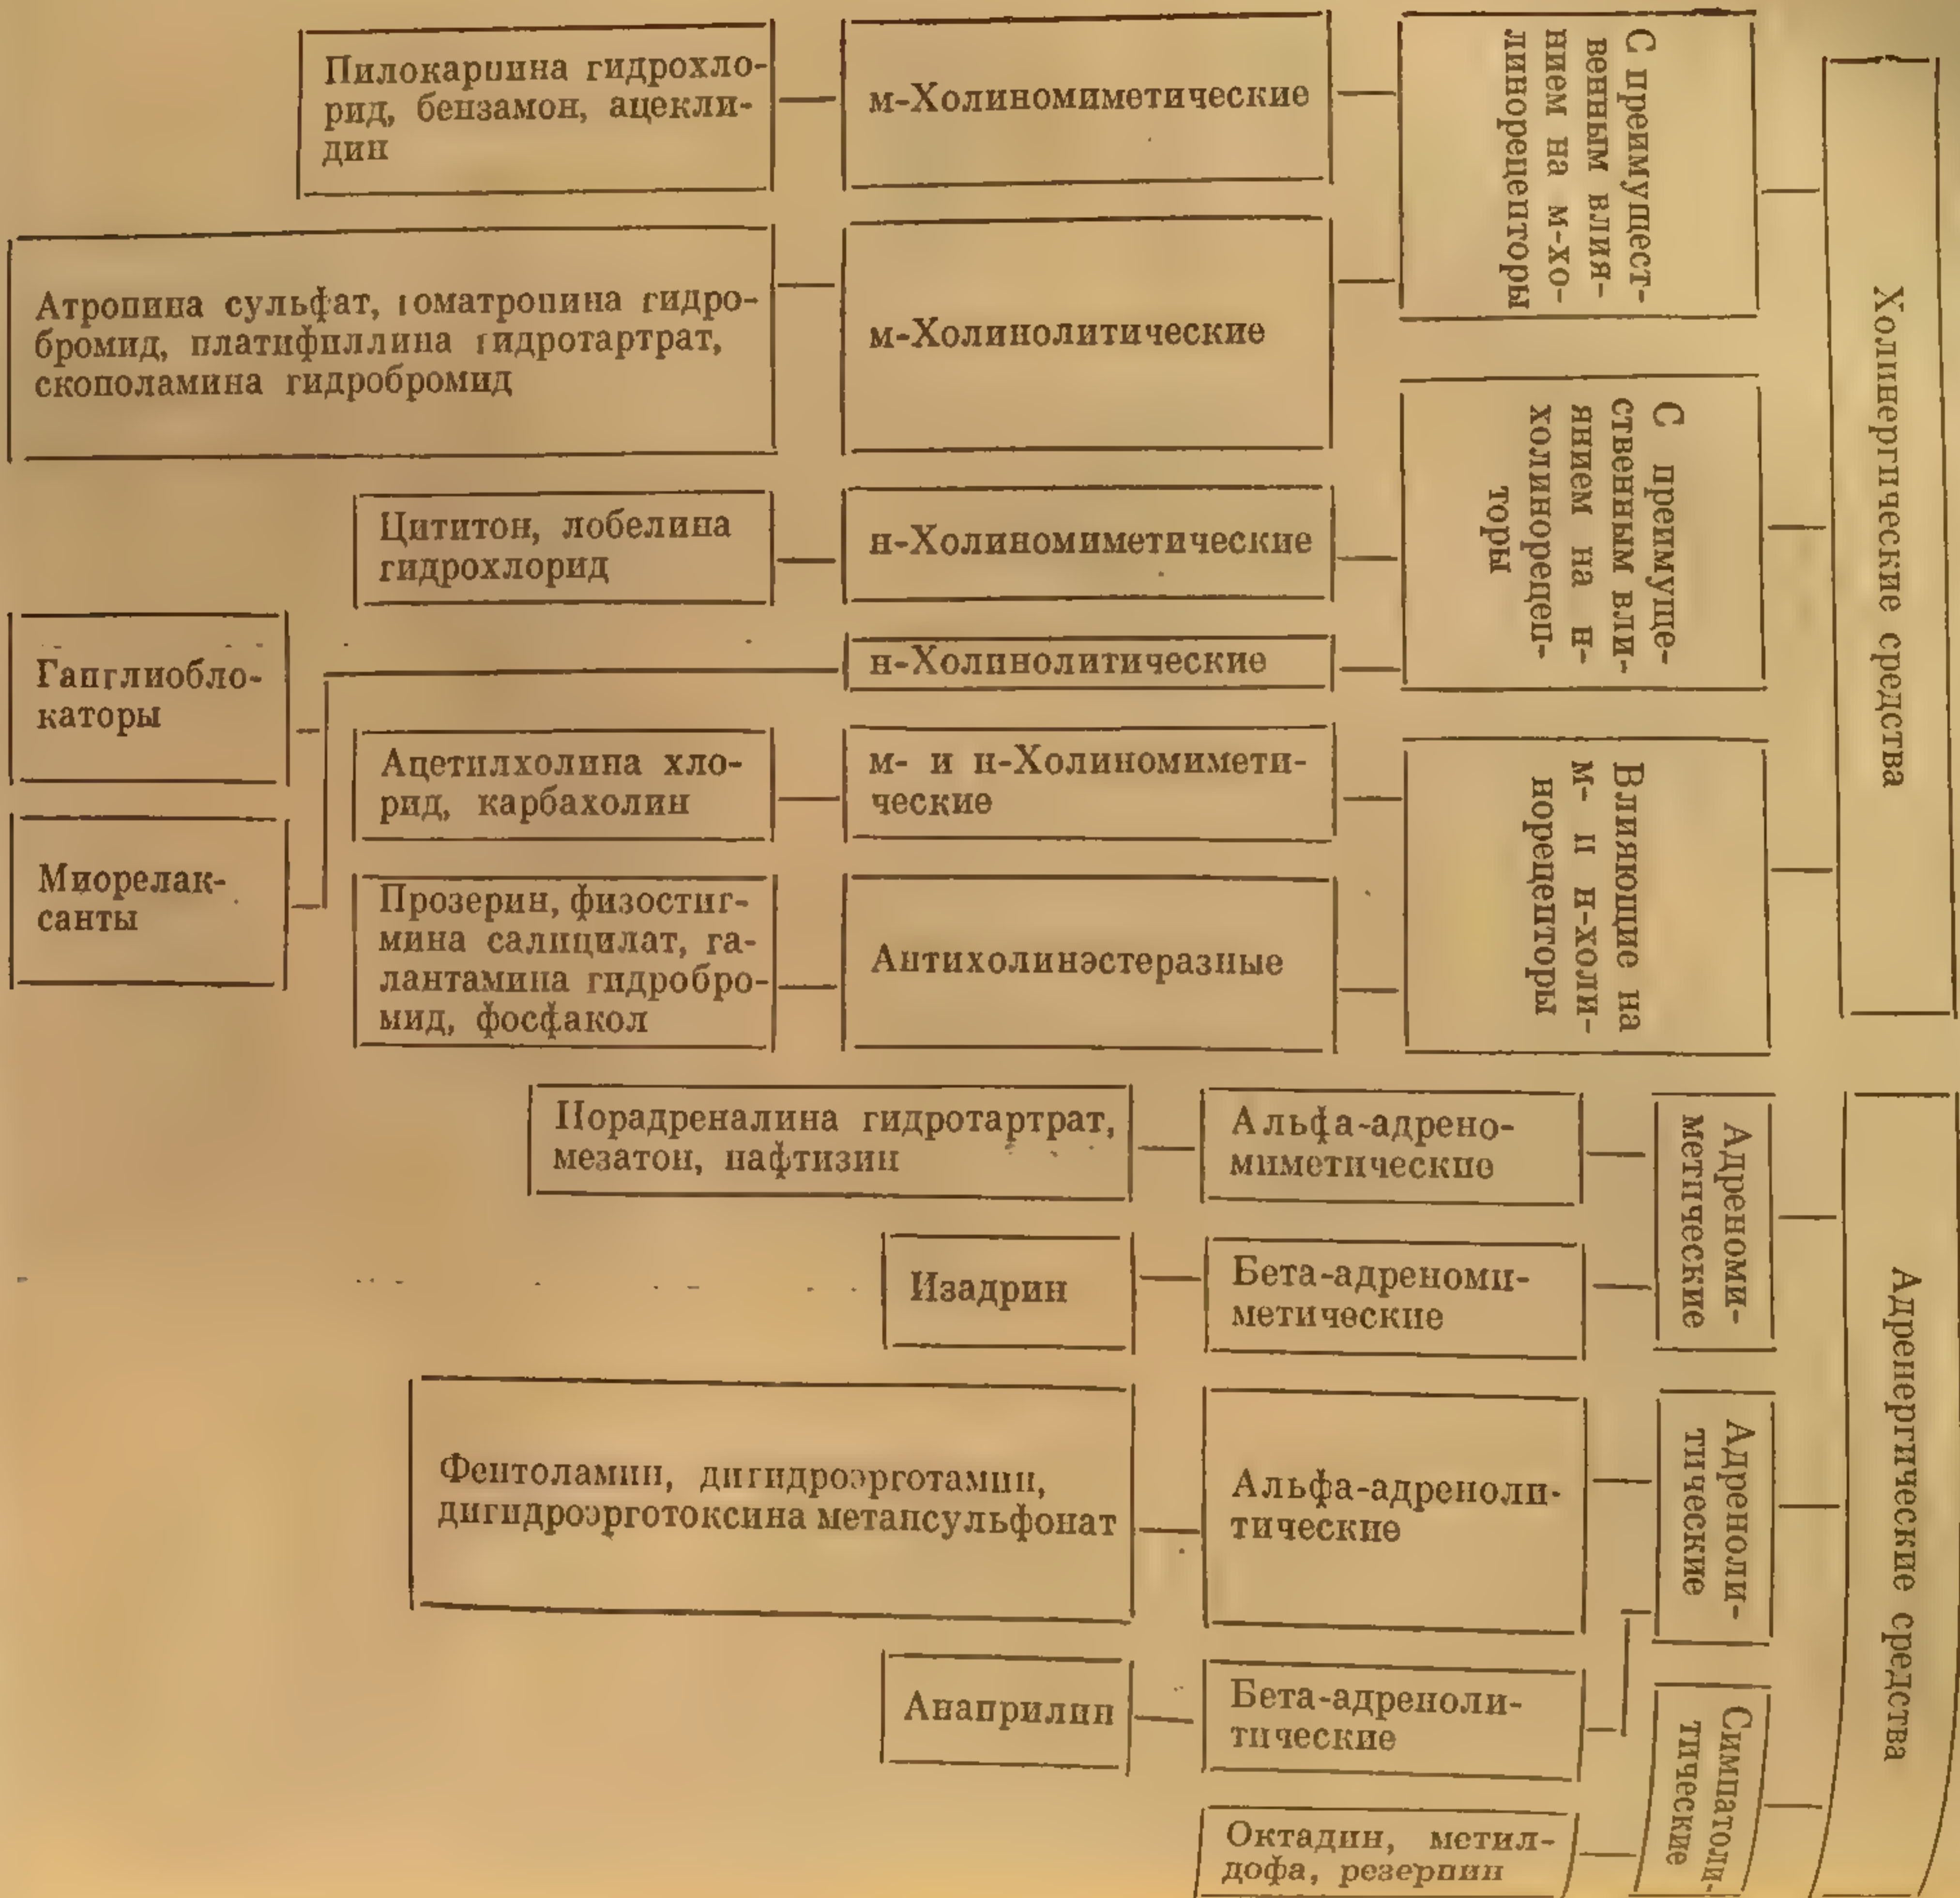 Пилокарпина гидрохло-
рид, бензамон, ацекли-
дин
м-Холиномиметические
С преимущест-
венным влия-
нием на м-хо-
линорецепторы
Атропина сульфат, гоматропина гидро-
бромид, платифиллина гидротартрат,
скополамина гидробромид
м-Холинолитические
Цититон, лобелина
гидрохлорид
н-Холиномиметические
С преимуще-
ственным вли-
янием на н-
холинорецеп-
торы
Холинергические средства
Ганглиобло-
каторы
н-Холинолитические
Ацетилхолина хло-
рид, карбахолин
м- и н-Холиномимети-
ческие
Влияющие на
м- и н-холи-
норецепторы
Миорелак-
санты
Прозерин, физостиг-
мина салицилат, га-
лантамина гидробро-
мид, фосфакол
Антихолинэстеразные
Норадреналина гидротартрат,
мезатон, нафтизин
Альфа-адрено-
миметические
Адреноми-
метические
Изадрин
Бета-адреноми-
метические
Адренергические средства
Фентоламин, дигидроэрготамин,
дигидроэрготоксина метансульфонат
Альфа-адреноли-
тические
Адреноли-
тические
Анаприлин
Бета-адреноли-
тические
Симпатоли-
тические
Октадин, метил-
дофа, резерпин